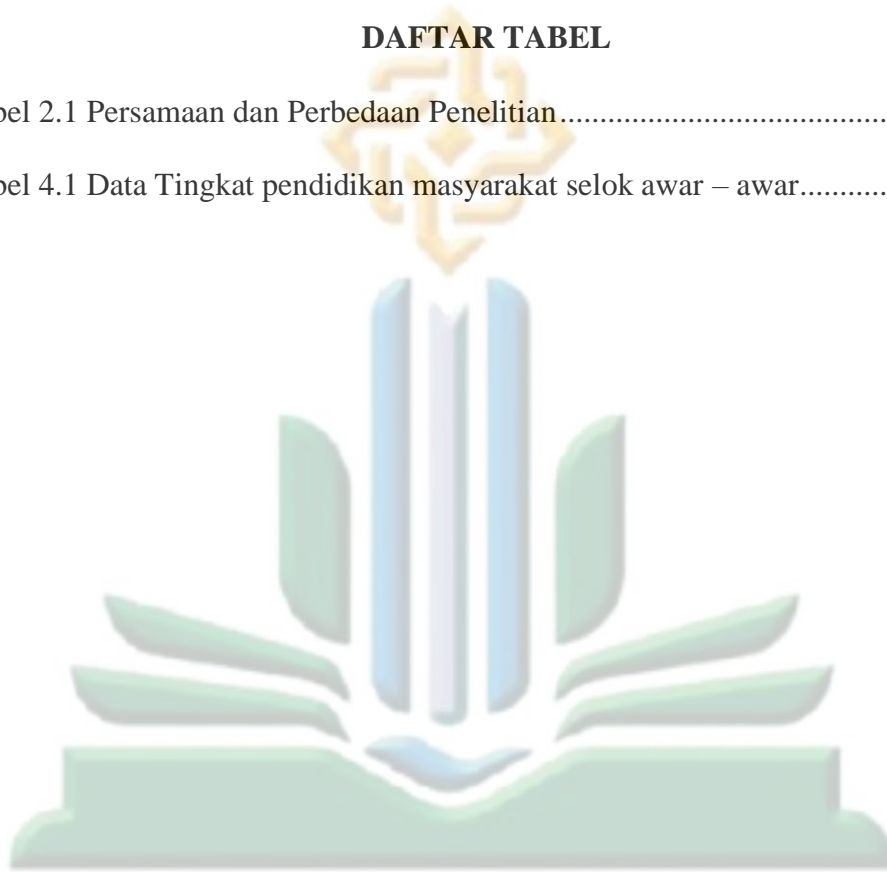 DAFTAR TABEL
bel 2.1 Persamaan dan Perbedaan Penelitian.........................................
bel 4.1 Data Tingkat pendidikan masyarakat selok awar – awar...........